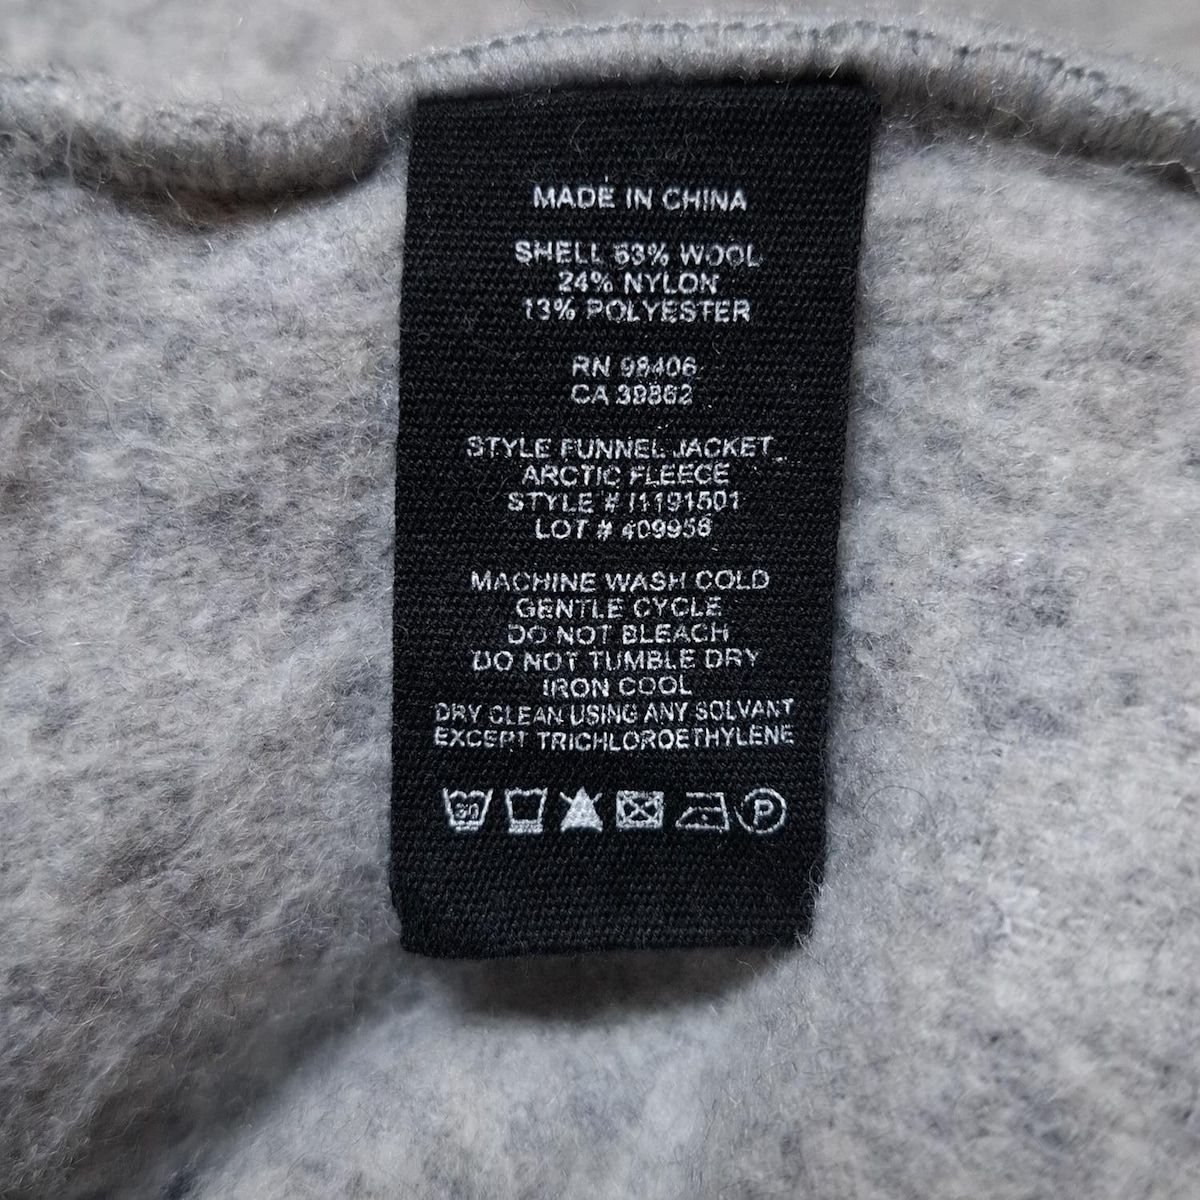 MADE IN CHINA
SHELL 63% WOOL
24% NYLON
13% POLYESTER
RN 98406
CA 39862
STYLE FUNNEL JACKET_
ARCTIC FLEECE
STYLE # I1191501
LOT # 409956
MACHINE WASH COLD
GENTLE CYCLE
DO NOT BLEACH
DO NOT TUMBLE DRY
IRON COOL
DRY CLEAN USING ANY SOLVANT
EXCEPT TRICHLOROETHYLENE
30 P